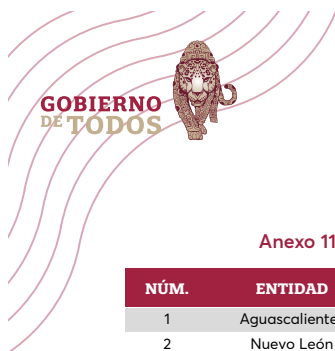 GOBIERNO
DE TODOS
Anexo 11
NÚM. ENTIDAD
1 Aguascaliente
2 Nuevo León